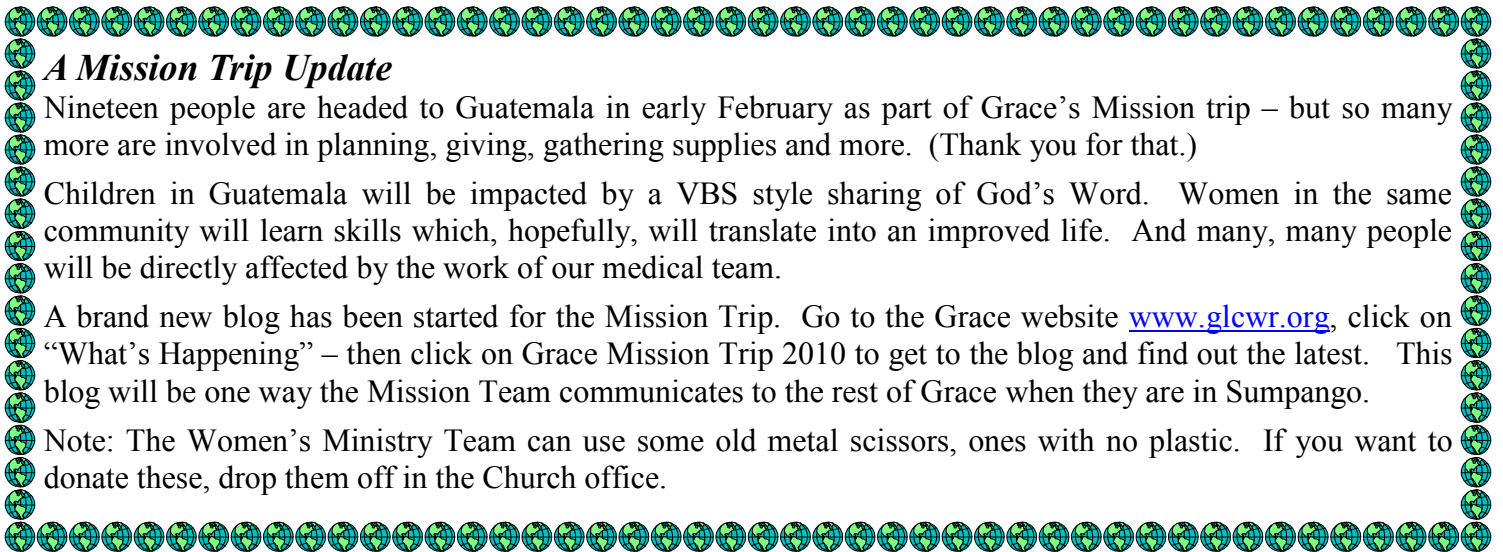 A Mission Trip Update
Nineteen people are headed to Guatemala in early February as part of Grace's Mission trip – but so many
more are involved in planning, giving, gathering supplies and more.  (Thank you for that.)
Children in Guatemala will be impacted by a VBS style sharing of God's Word.  Women in the same
community will learn skills which, hopefully, will translate into an improved life.  And many, many people
will be directly affected by the work of our medical team.
A brand new blog has been started for the Mission Trip.  Go to the Grace website www.glcwr.org, click on
“What's Happening” – then click on Grace Mission Trip 2010 to get to the blog and find out the latest.   This
blog will be one way the Mission Team communicates to the rest of Grace when they are in Sumpango.
Note: The Women's Ministry Team can use some old metal scissors, ones with no plastic.  If you want to
donate these, drop them off in the Church office.